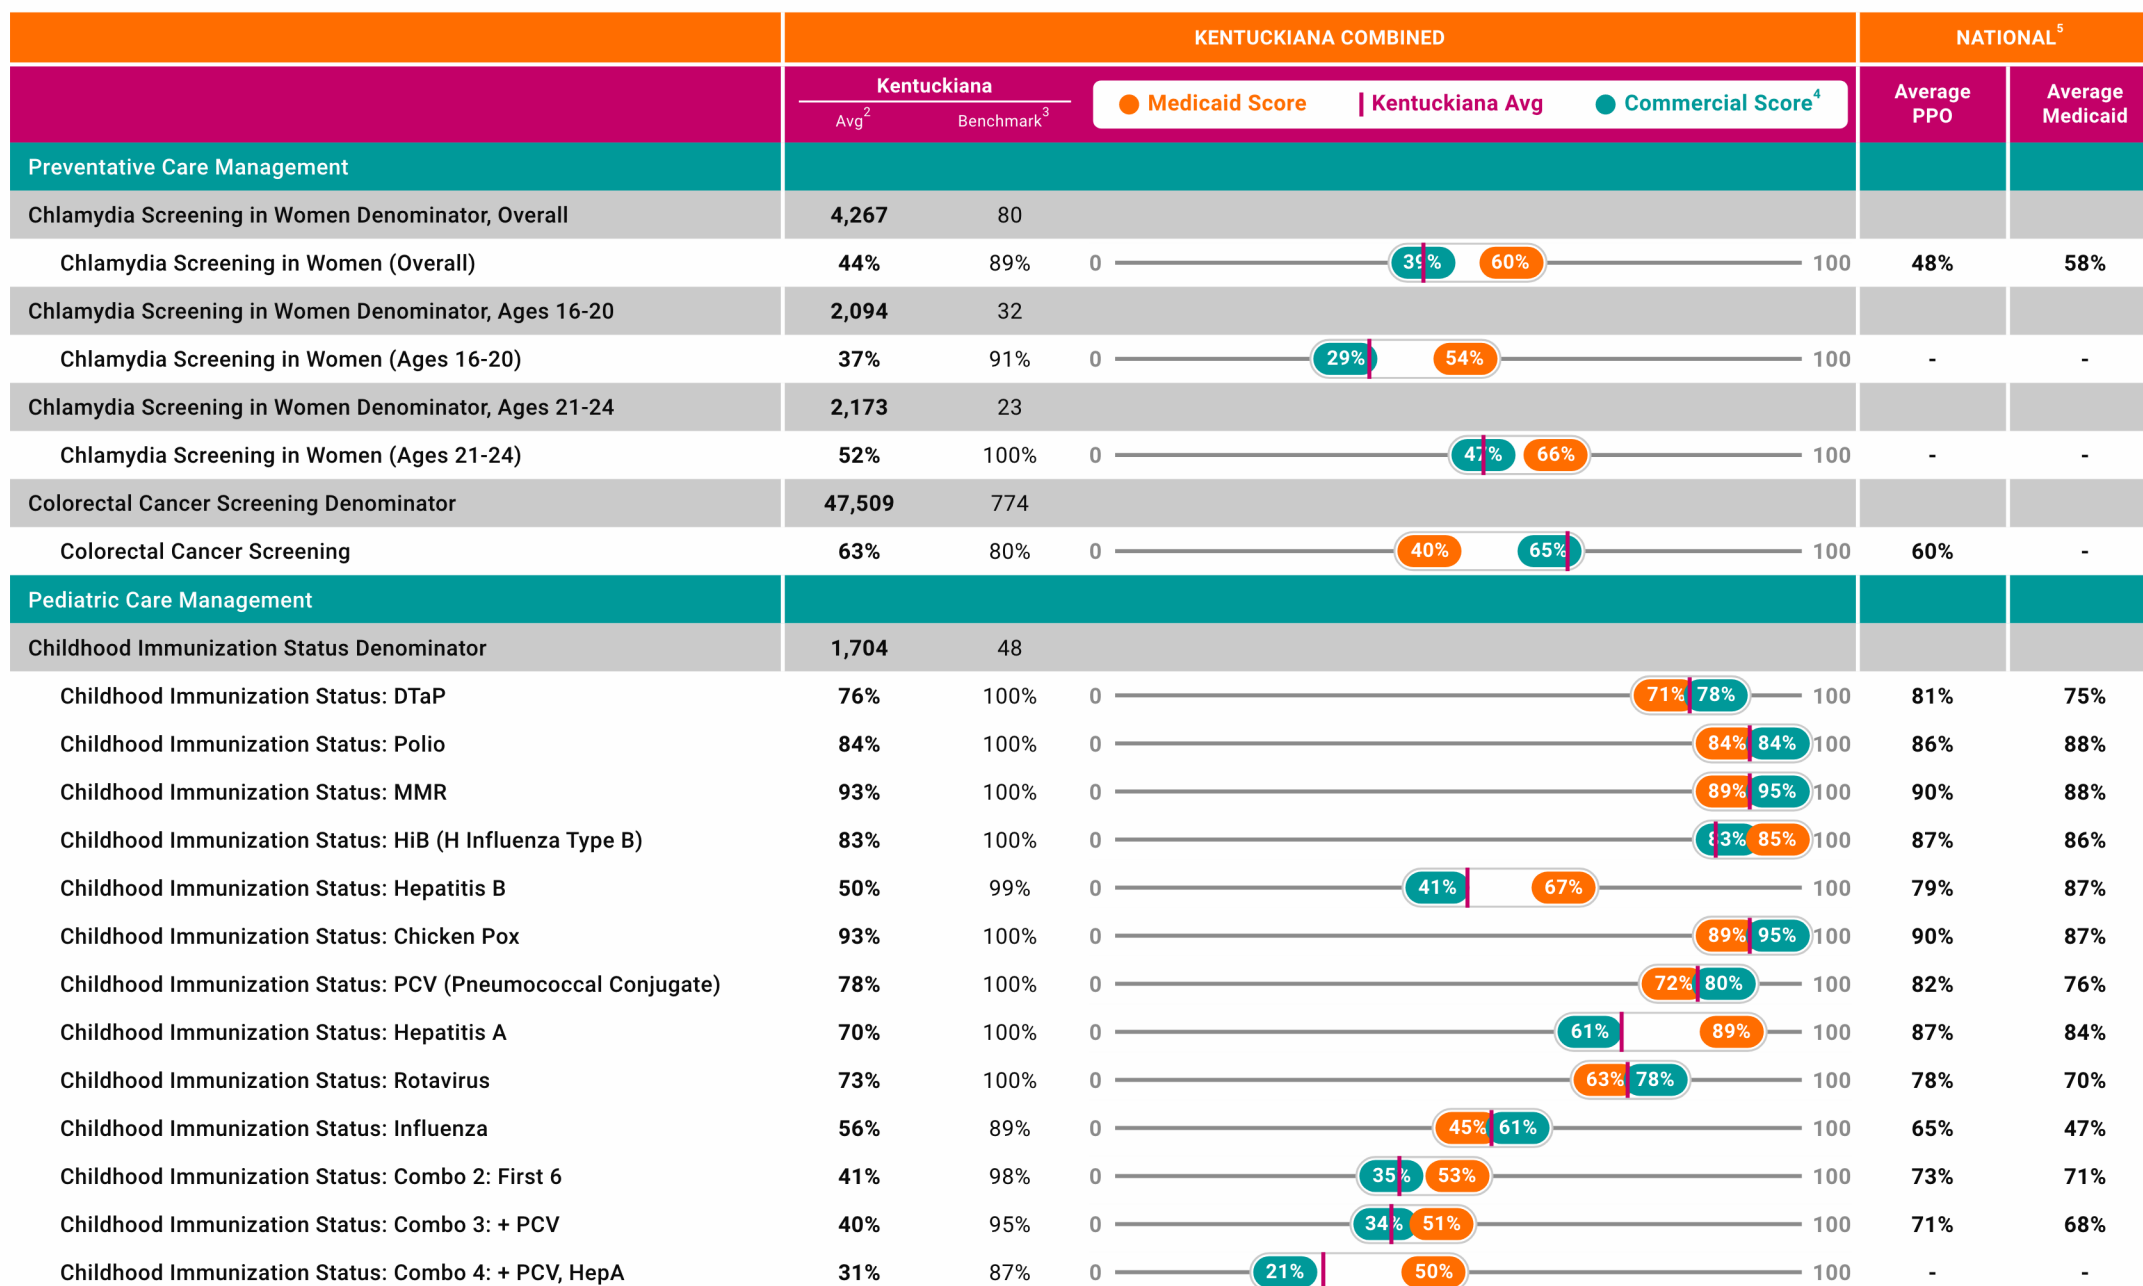 KENTUCKIANA COMBINED NATIONAL5
Kentuckiana
Avg2 Benchmark3
Medicaid Score Kentuckiana Avg Commercial Score4
Average PPO
Average Medicaid
Preventative Care Management
Chlamydia Screening in Women Denominator, Overall 4,267 80
Chlamydia Screening in Women (Overall) 44% 89% 0 39% 60% 100 48% 58%
Chlamydia Screening in Women Denominator, Ages 16-20 2,094 32
Chlamydia Screening in Women (Ages 16-20) 37% 91% 0 29% 54% 100 - -
Chlamydia Screening in Women Denominator, Ages 21-24 2,173 23
Chlamydia Screening in Women (Ages 21-24) 52% 100% 0 47% 66% 100 - -
Colorectal Cancer Screening Denominator 47,509 774
Colorectal Cancer Screening 63% 80% 0 40% 65% 100 60% -
Pediatric Care Management
Childhood Immunization Status Denominator 1,704 48
Childhood Immunization Status: DTaP 76% 100% 0 71% 78% 100 81% 75%
Childhood Immunization Status: Polio 84% 100% 0 84% 84% 100 86% 88%
Childhood Immunization Status: MMR 93% 100% 0 89% 95% 100 90% 88%
Childhood Immunization Status: HiB (H Influenza Type B) 83% 100% 0 83% 85% 100 87% 86%
Childhood Immunization Status: Hepatitis B 50% 99% 0 41% 67% 100 79% 87%
Childhood Immunization Status: Chicken Pox 93% 100% 0 89% 95% 100 90% 87%
Childhood Immunization Status: PCV (Pneumococcal Conjugate) 78% 100% 0 72% 80% 100 82% 76%
Childhood Immunization Status: Hepatitis A 70% 100% 0 61% 89% 100 87% 84%
Childhood Immunization Status: Rotavirus 73% 100% 0 63% 78% 100 78% 70%
Childhood Immunization Status: Influenza 56% 89% 0 45% 61% 100 65% 47%
Childhood Immunization Status: Combo 2: First 6 41% 98% 0 35% 53% 100 73% 71%
Childhood Immunization Status: Combo 3: + PCV 40% 95% 0 34% 51% 100 71% 68%
Childhood Immunization Status: Combo 4: + PCV, HepA 31% 87% 0 21% 50% 100 - -